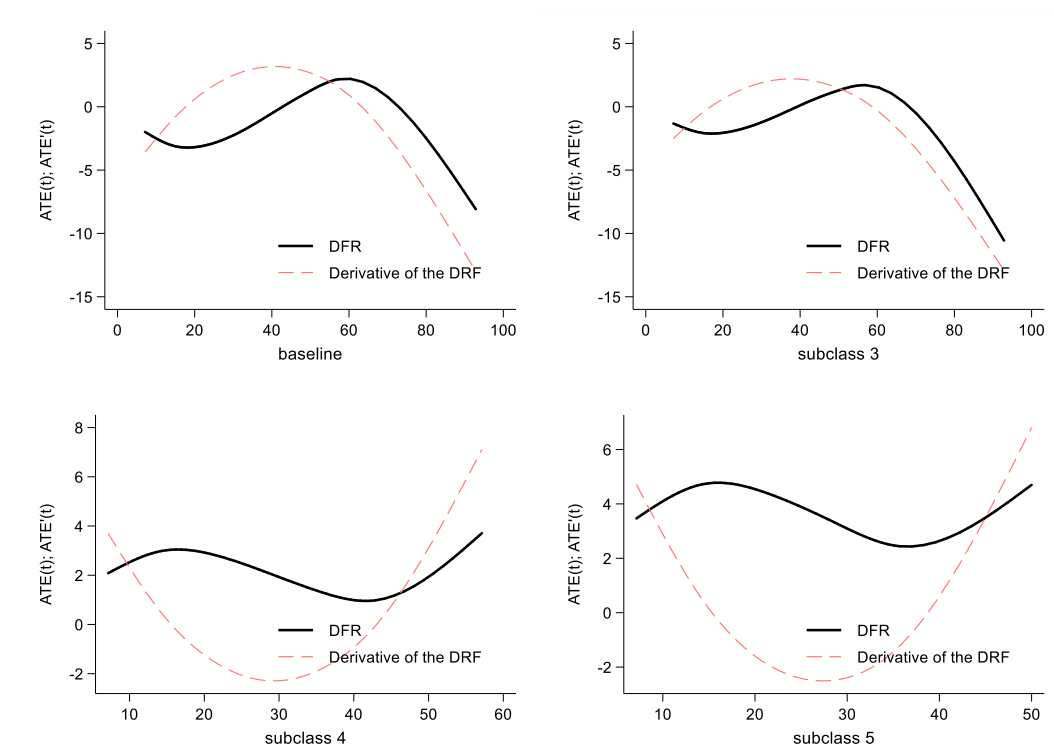 ATE(t); ATE'(t)
5
0
-5
-10
-15
DFR
Derivative of the DRF
0 20 40 60 80 100
baseline
ATE(t); ATE'(t)
5
0
-5
-10
-15
DFR
Derivative of the DRF
0 20 40 60 80 100
subclass 3
ATE(t); ATE'(t)
8
6
4
2
0
-2
DFR
Derivative of the DRF
10 20 30 40 50 60
subclass 4
ATE(t); ATE'(t)
6
4
2
0
-2
DFR
Derivative of the DRF
10 20 30 40 50
subclass 5